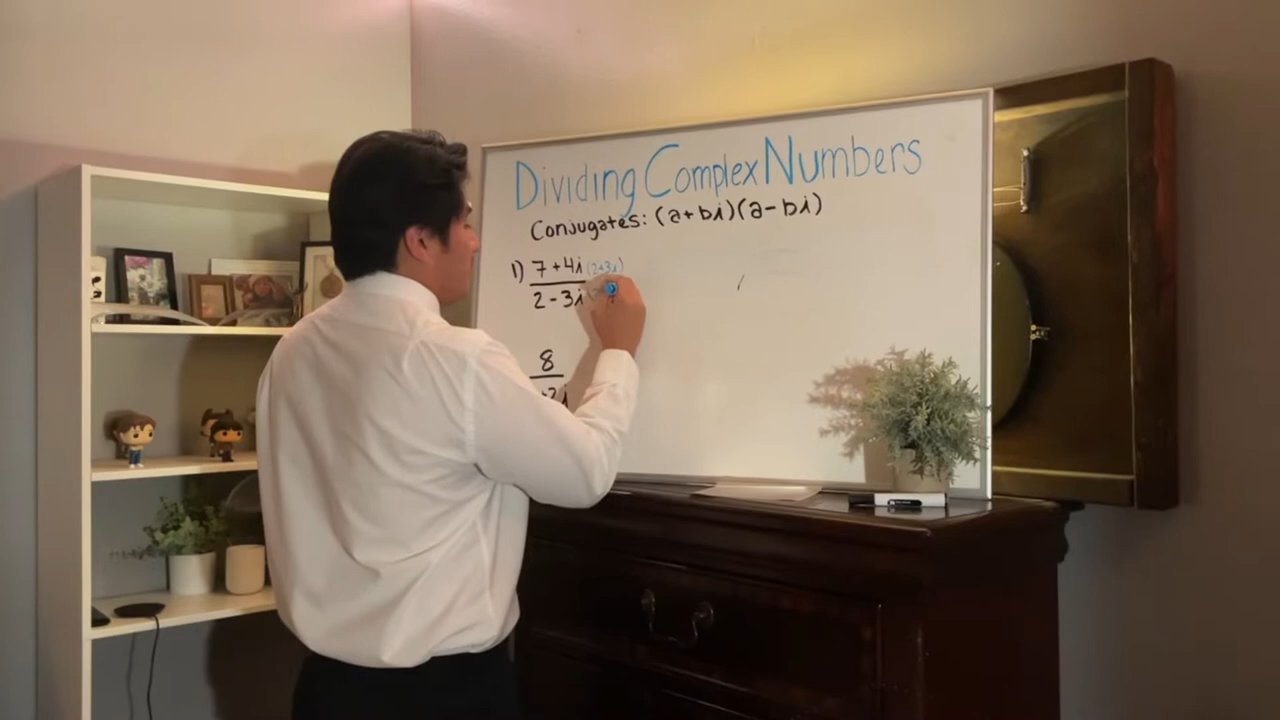 Dividing Complex Numbers
Conjugates: (a+bi)(a-bi)
1) 7+4i (2+3i)
2-3i
8